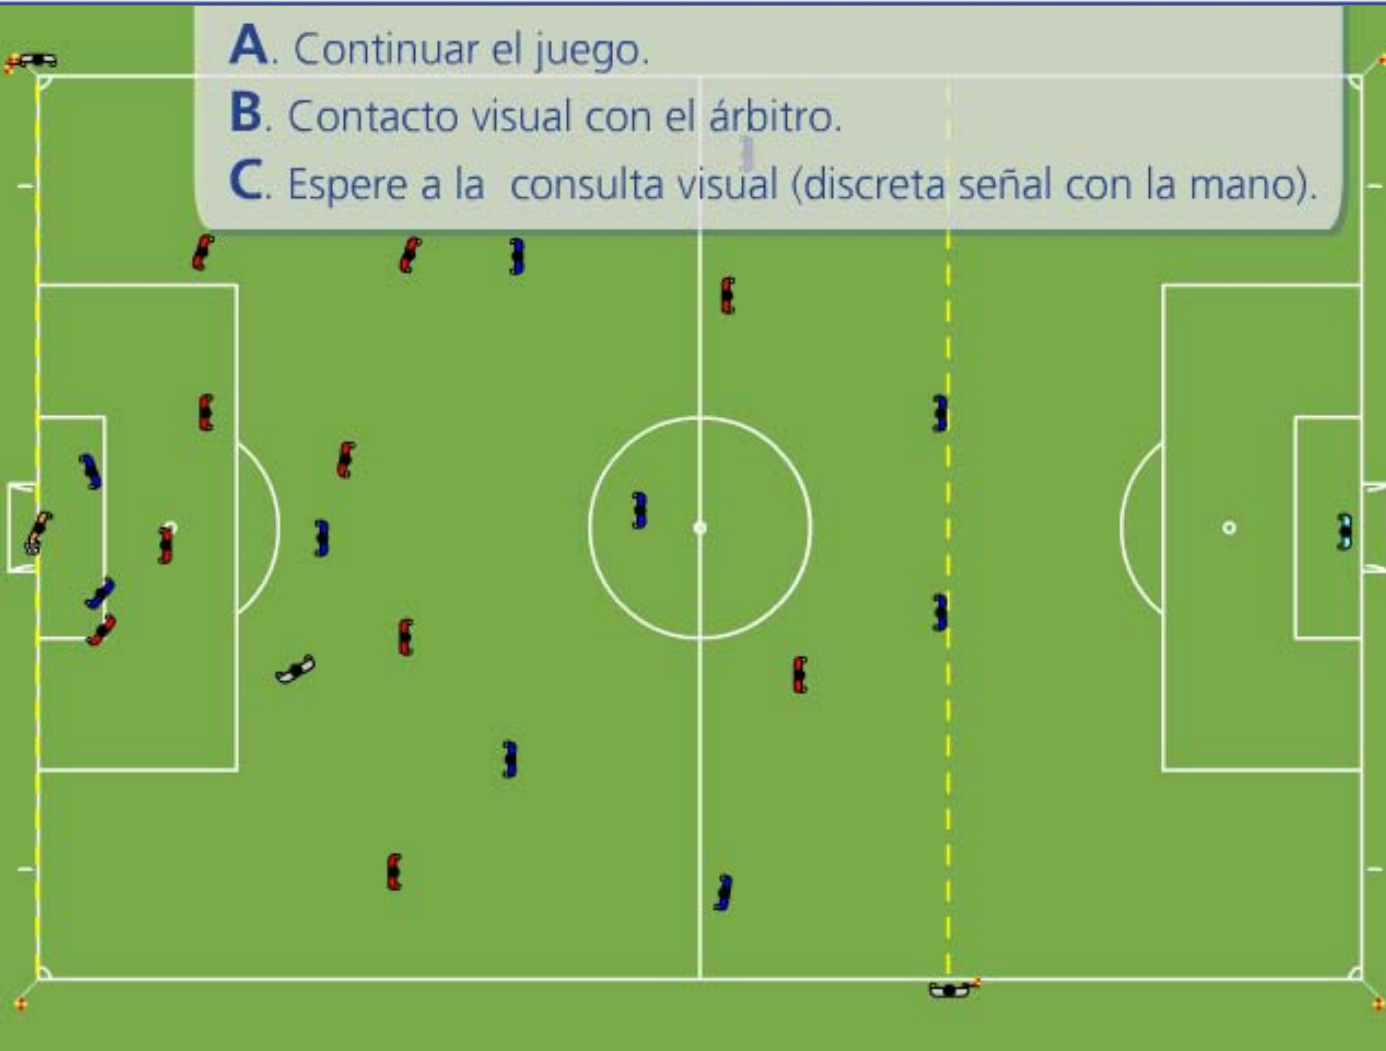 A. Continuar el juego.
B. Contacto visual con el árbitro.
C. Espere a la consulta visual (discreta señal con la mano).